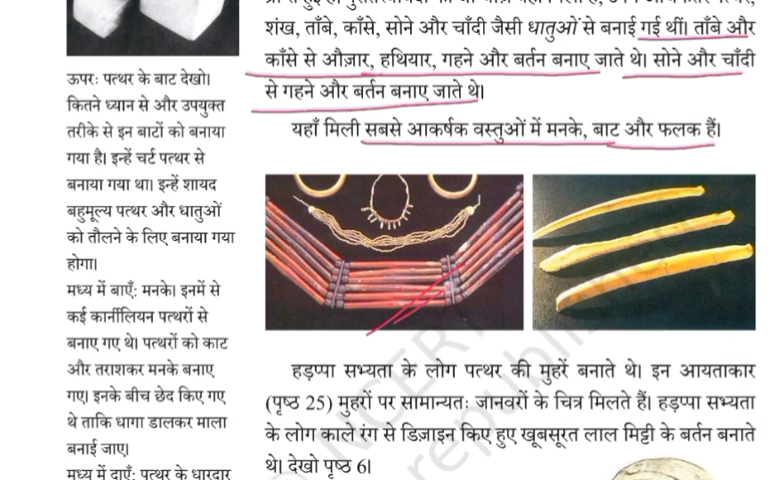 ऊपर: पत्थर के बाट देखो।
कितने ध्यान से और उपयुक्त
तरीके से इन बाटों को बनाया
गया है। इन्हें चर्ट पत्थर से
बनाया गया था। इन्हें शायद
बहुमूल्य पत्थर और धातुओं
को तौलने के लिए बनाया गया
होगा।
मध्य में बाएँ: मनके। इनमें से
कई कार्नीलियन पत्थरों से
बनाए गए थे। पत्थरों को काट
और तराशकर मनके बनाए
गए। इनके बीच छेद किए गए
थे ताकि धागा डालकर माला
बनाई जाए।
मध्य में दाएँ: पत्थर के धारदार
शंख, ताँबे, काँसे, सोने और चाँदी जैसी धातुओं से बनाई गई थीं। ताँबे और
काँसे से औज़ार, हथियार, गहने और बर्तन बनाए जाते थे। सोने और चाँदी
से गहने और बर्तन बनाए जाते थे।
यहाँ मिली सबसे आकर्षक वस्तुओं में मनके, बाट और फलक हैं।
हड़प्पा सभ्यता के लोग पत्थर की मुहरें बनाते थे। इन आयताकार
(पृष्ठ 25) मुहरों पर सामान्यतः जानवरों के चित्र मिलते हैं। हड़प्पा सभ्यता
के लोग काले रंग से डिज़ाइन किए हुए खूबसूरत लाल मिट्टी के बर्तन बनाते
थे। देखो पृष्ठ 6।
© NCERT
republi